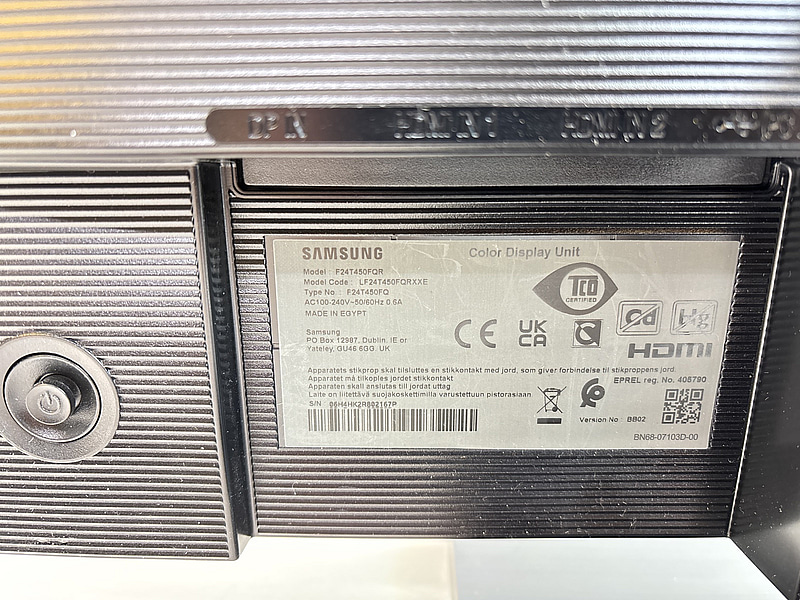 DP IN
HDMI IN 1
HDMI IN 2
SAMSUNG
Color Display Unit
Model : F24T450FQR
Model Code : LF24T450FQRXXE
Type No. : F24T450FQ
AC100-240V~50/60Hz 0.6A
MADE IN EGYPT
TCO
CERTIFIED
Samsung
PO Box 12987, Dublin. IE or
Yateley, GU46 6GG. UK
CE
UK
CA
Cd
Hg
HDMI
Apparatets stikprop skal tilsluttes en stikkontakt med jord, som giver forbindelse til stikproppens jord.
Apparatet må tilkoples jordet stikkontakt
Apparaten skall anslutas till jordat uttag
Laite on liitettävä suojakoskettimilla varustettuun pistorasiaan
EPREL reg. No. 405790
S/N : 06H4HK2R802167P
Version No : BB02
BN68-07103D-00